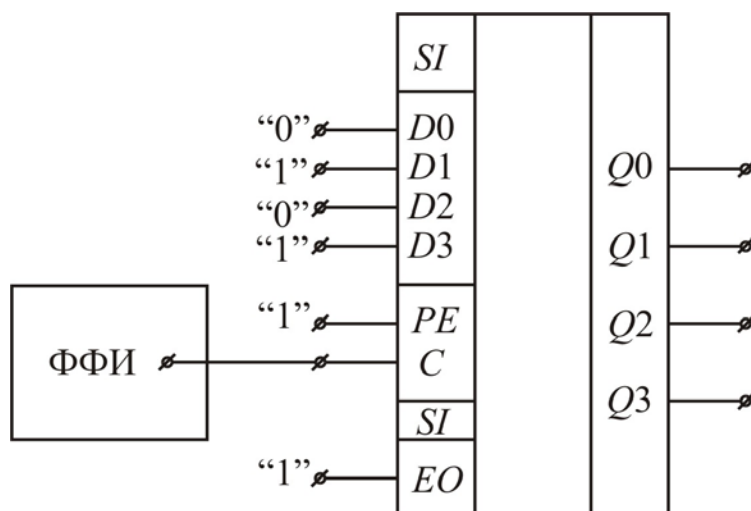 SI
“0” D0
“1” D1 Q0
“0” D2
“1” D3 Q1
“1” PE Q2
ФФИ C
SI Q3
“1” EO